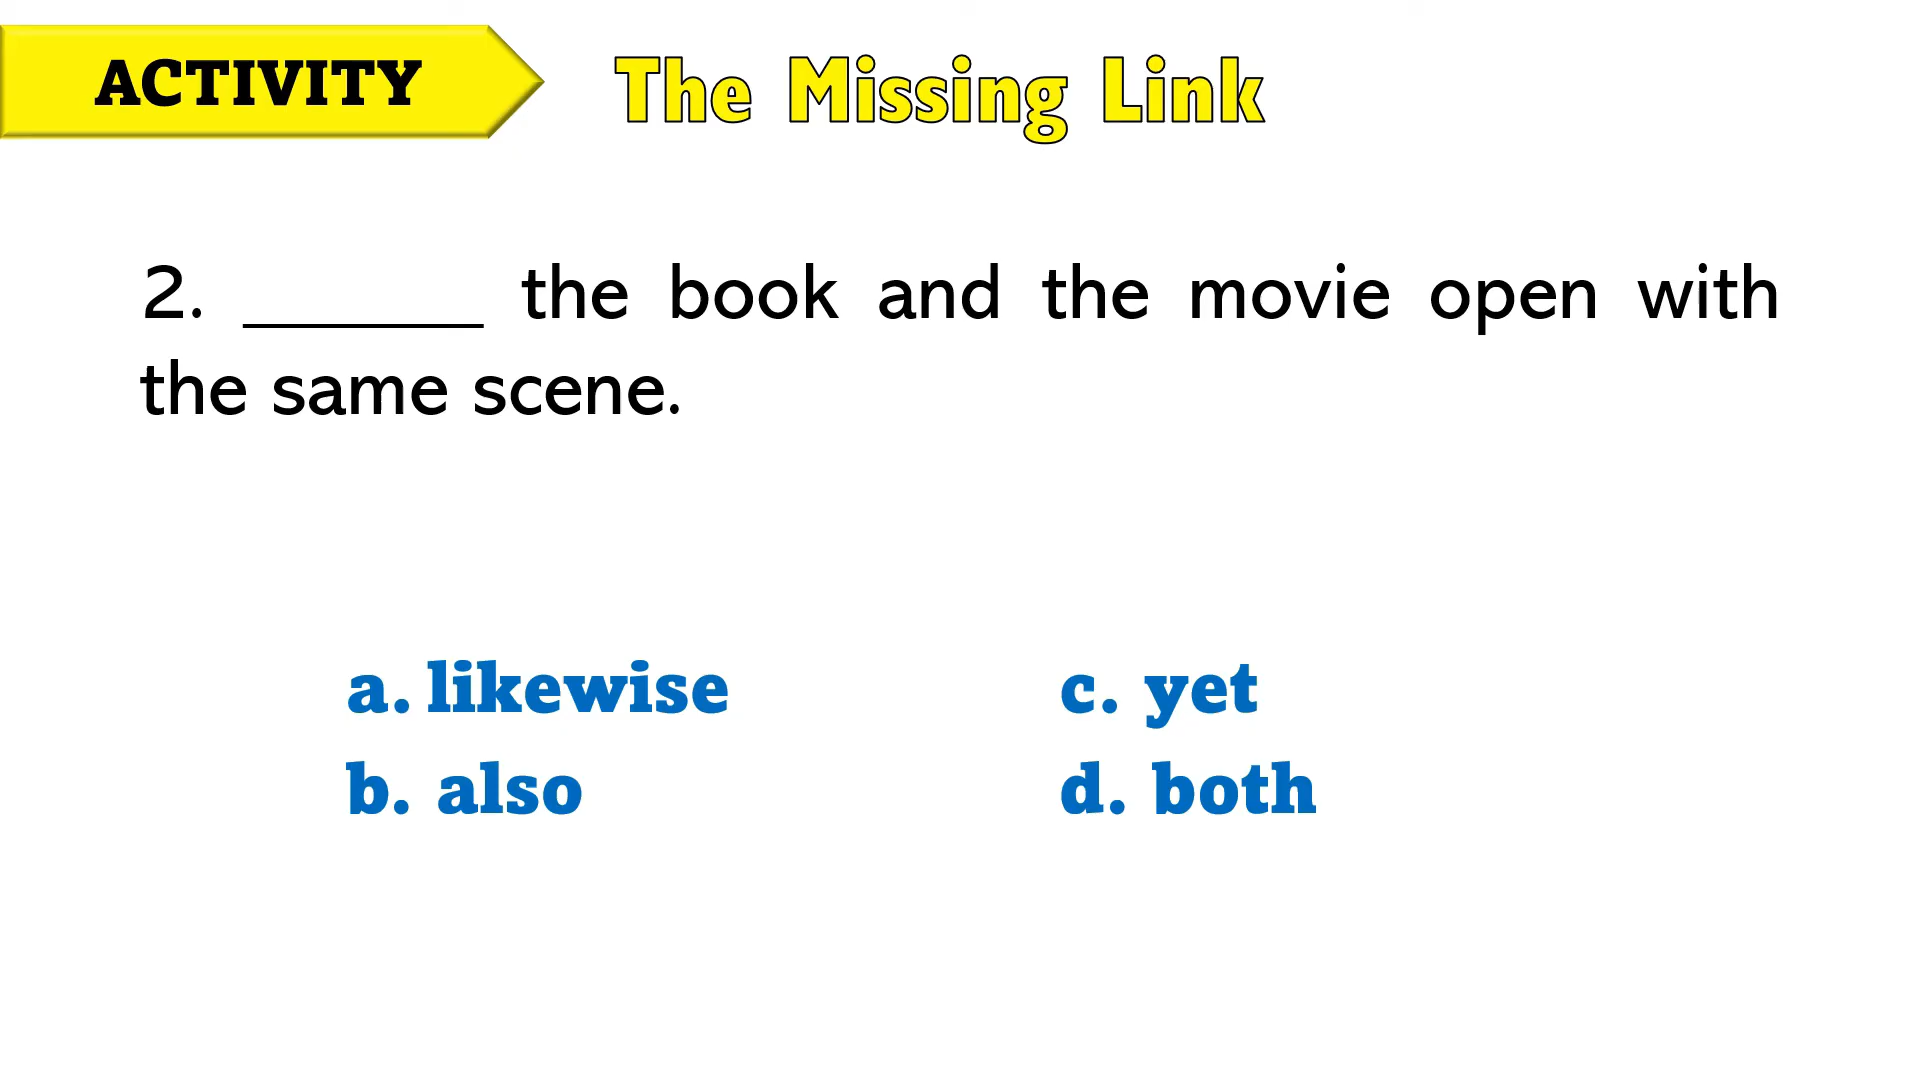 ACTIVITY
The Missing Link
2. ______ the book and the movie open with
the same scene.
a. likewise
b. also
c. yet
d. both